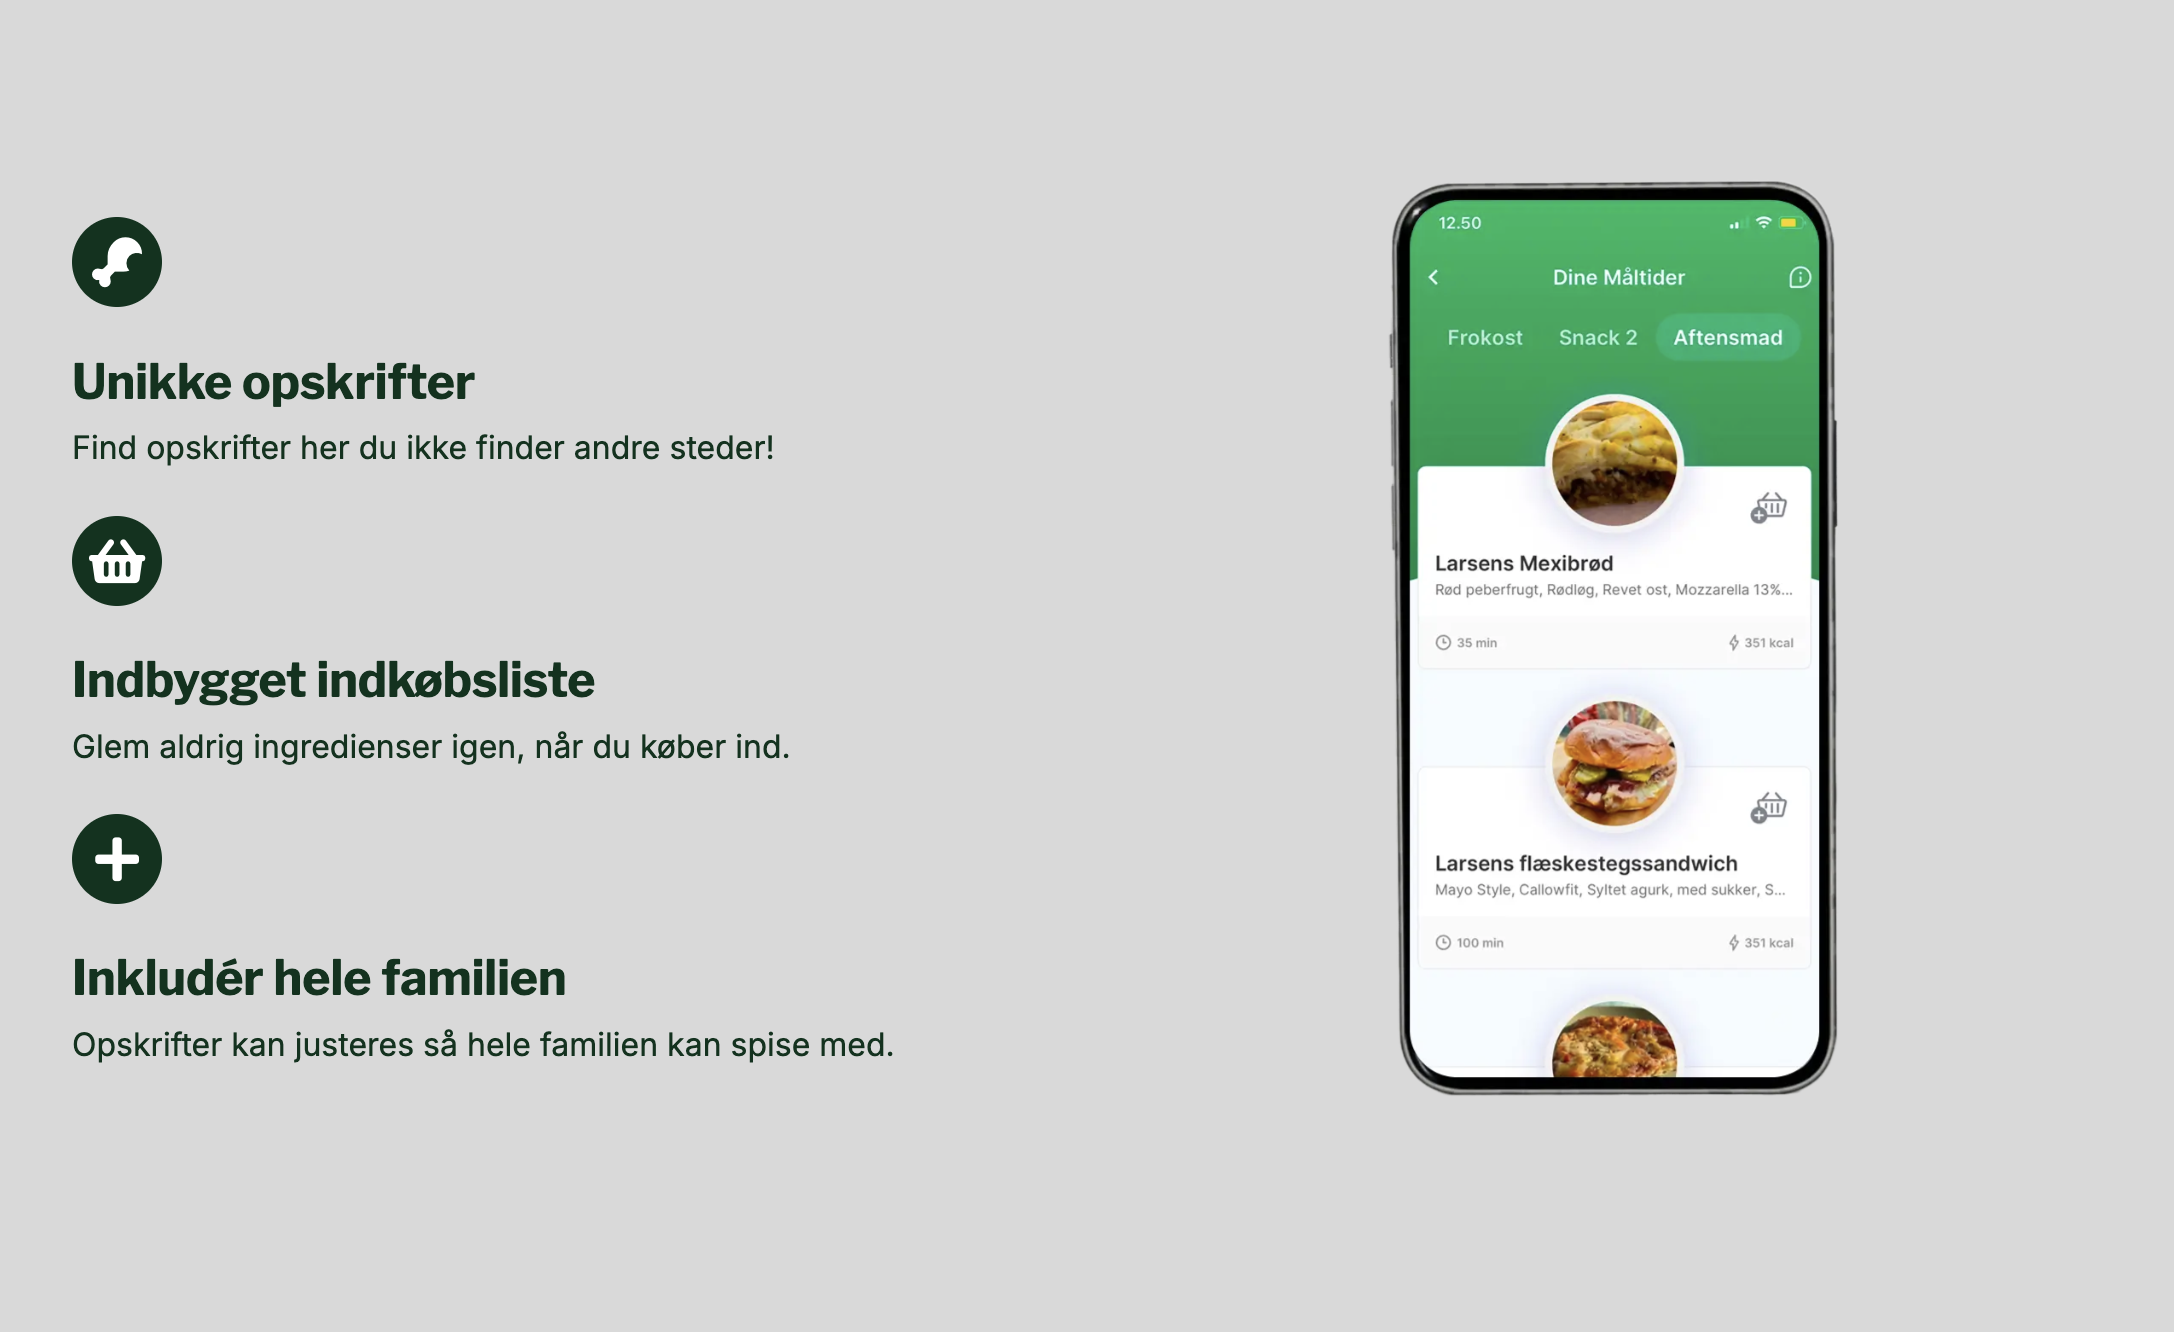 Unikke opskrifter
Find opskrifter her du ikke finder andre steder!
Indbygget indkøbsliste
Glem aldrig ingredienser igen, når du køber ind.
Inkludér hele familien
Opskrifter kan justeres så hele familien kan spise med.
12.50
Dine Måltider
Frokost Snack 2 Aftensmad
Larsens Mexibrød
Rød peberfrugt, Rødløg, Revet ost, Mozzarella 13%...
35 min 351 kcal
Larsens flæskestegssandwich
Mayo Style, Callowfit, Syltet agurk, med sukker, S...
100 min 351 kcal